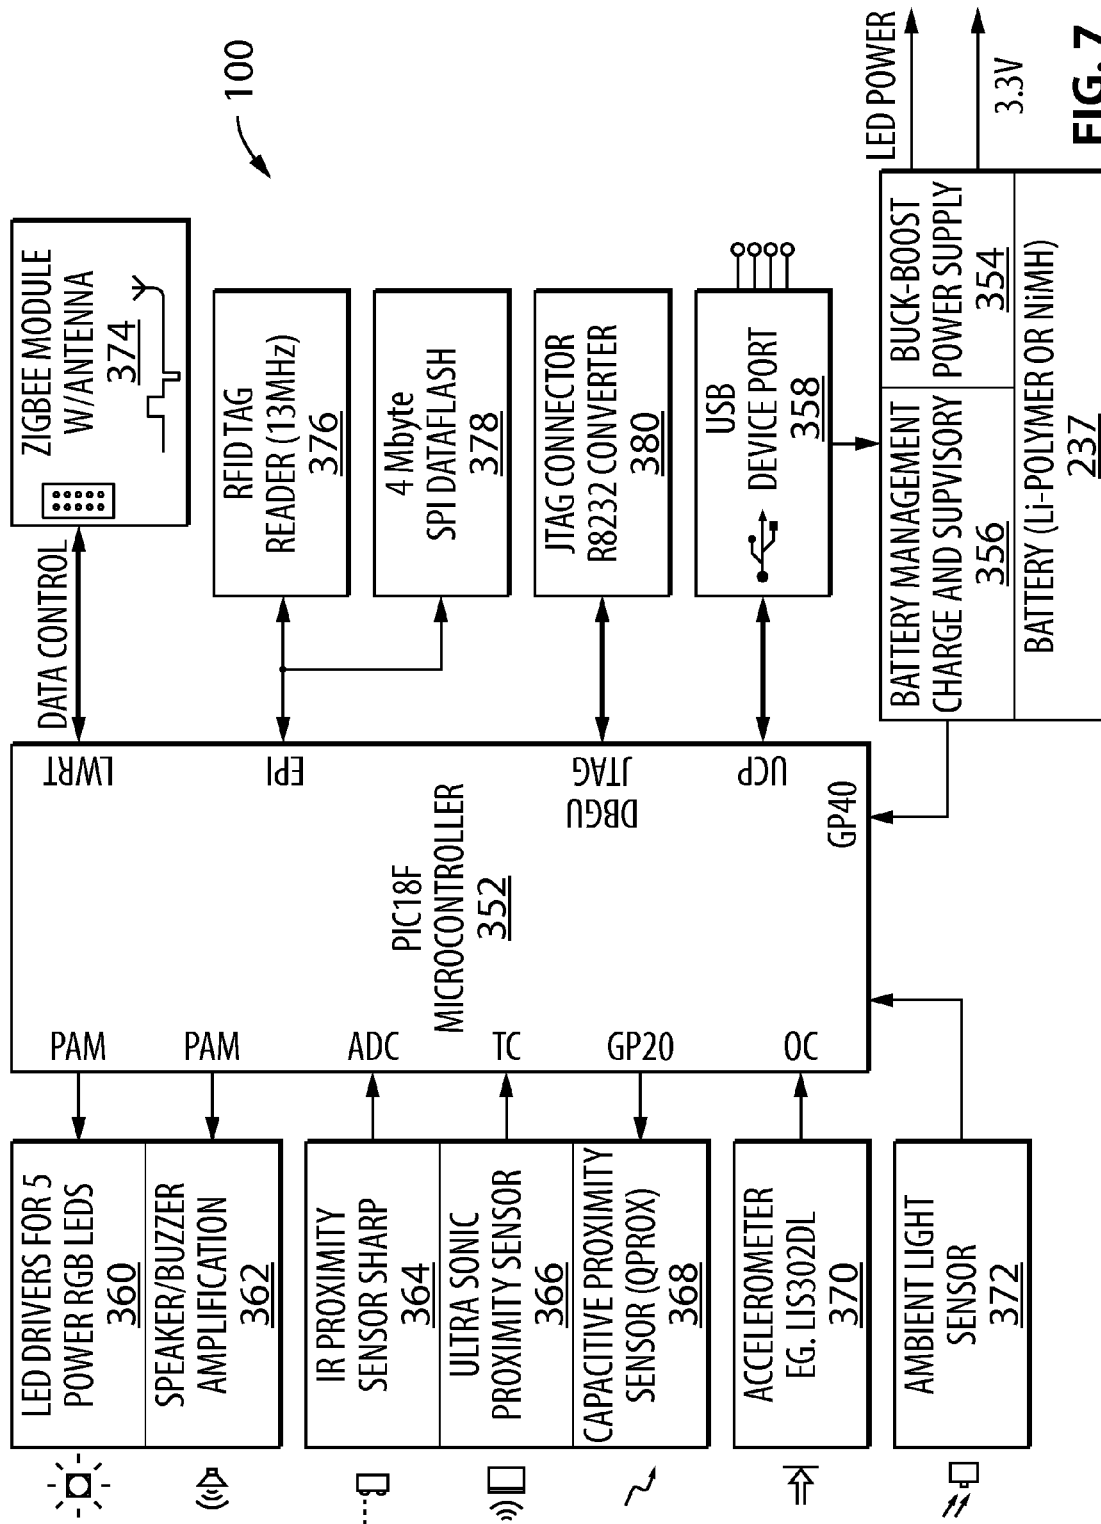 LED DRIVERS FOR 5
POWER RGB LEDS
360
SPEAKER/BUZZER
AMPLIFICATION
362
IR PROXIMITY
SENSOR SHARP
364
ULTRA SONIC
PROXIMITY SENSOR
366
CAPACITIVE PROXIMITY
SENSOR (QPROX)
368
ACCELEROMETER
EG. LIS302DL
370
AMBIENT LIGHT
SENSOR
372
PAM
PAM
ADC
TC
GP20
OC
PIC18F
MICROCONTROLLER
352
LWRT
EPI
DBGU
JTAG
UCP
GP40
DATA CONTROL
ZIGBEE MODULE
W/ANTENNA
374
RFID TAG
READER (13MHz)
376
4 Mbyte
SPI DATAFLASH
378
JTAG CONNECTOR
R8232 CONVERTER
380
USB
DEVICE PORT
358
BATTERY MANAGEMENT
CHARGE AND SUPVISORY
356
BUCK-BOOST
POWER SUPPLY
354
BATTERY (Li-POLYMER OR NiMH)
237
LED POWER
3.3V
100
FIG. 7